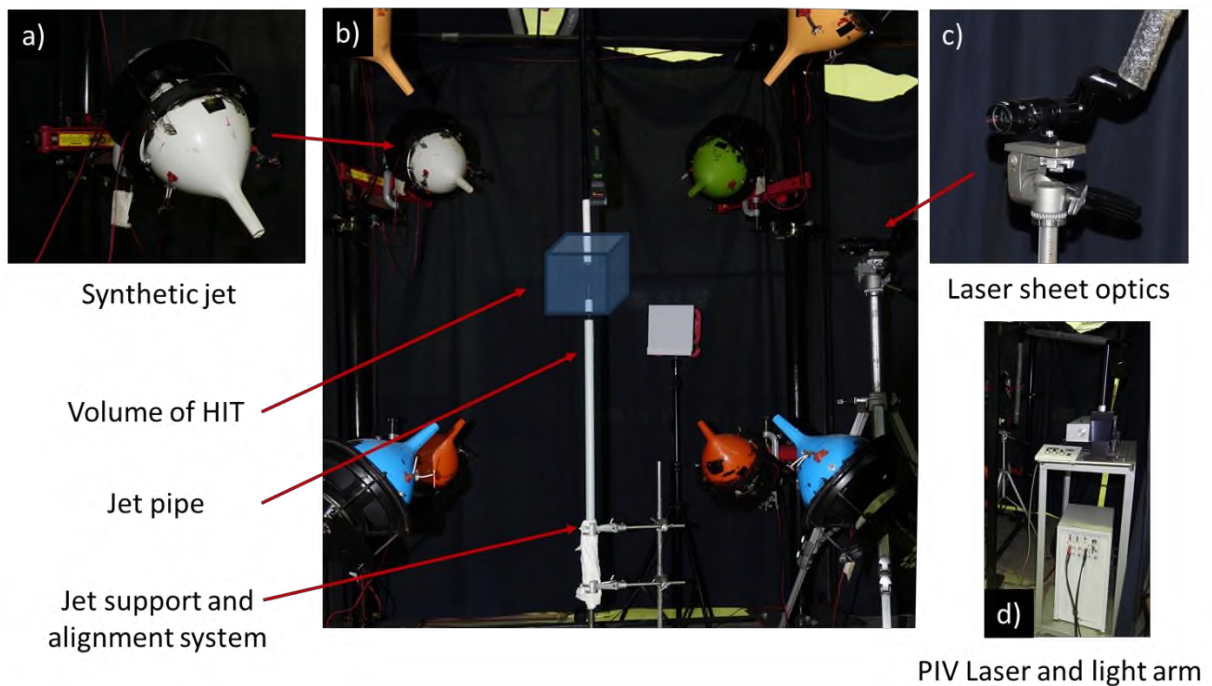 a)
b)
c)
Synthetic jet
Laser sheet optics
Volume of HIT
Jet pipe
Jet support and
alignment system
d)
PIV Laser and light arm